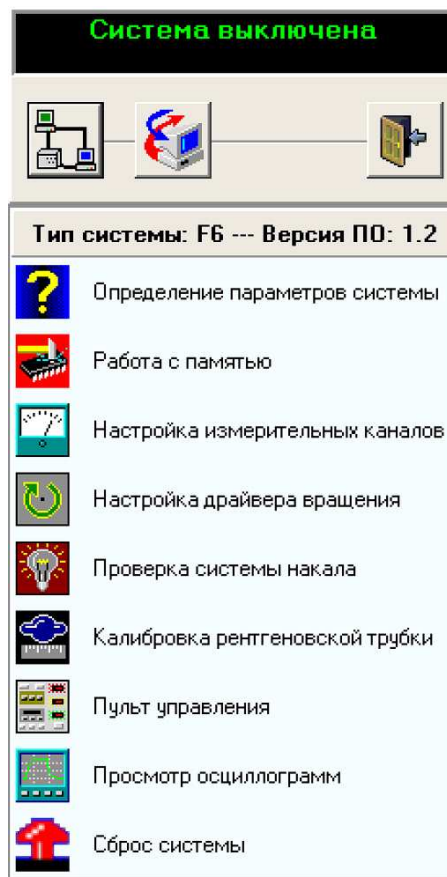 Система выключена
Тип системы: F6 --- Версия ПО: 1.2
Определение параметров системы
Работа с памятью
Настройка измерительных каналов
Настройка драйвера вращения
Проверка системы накала
Калибровка рентгеновской трубки
Пульт управления
Просмотр осциллограмм
Сброс системы